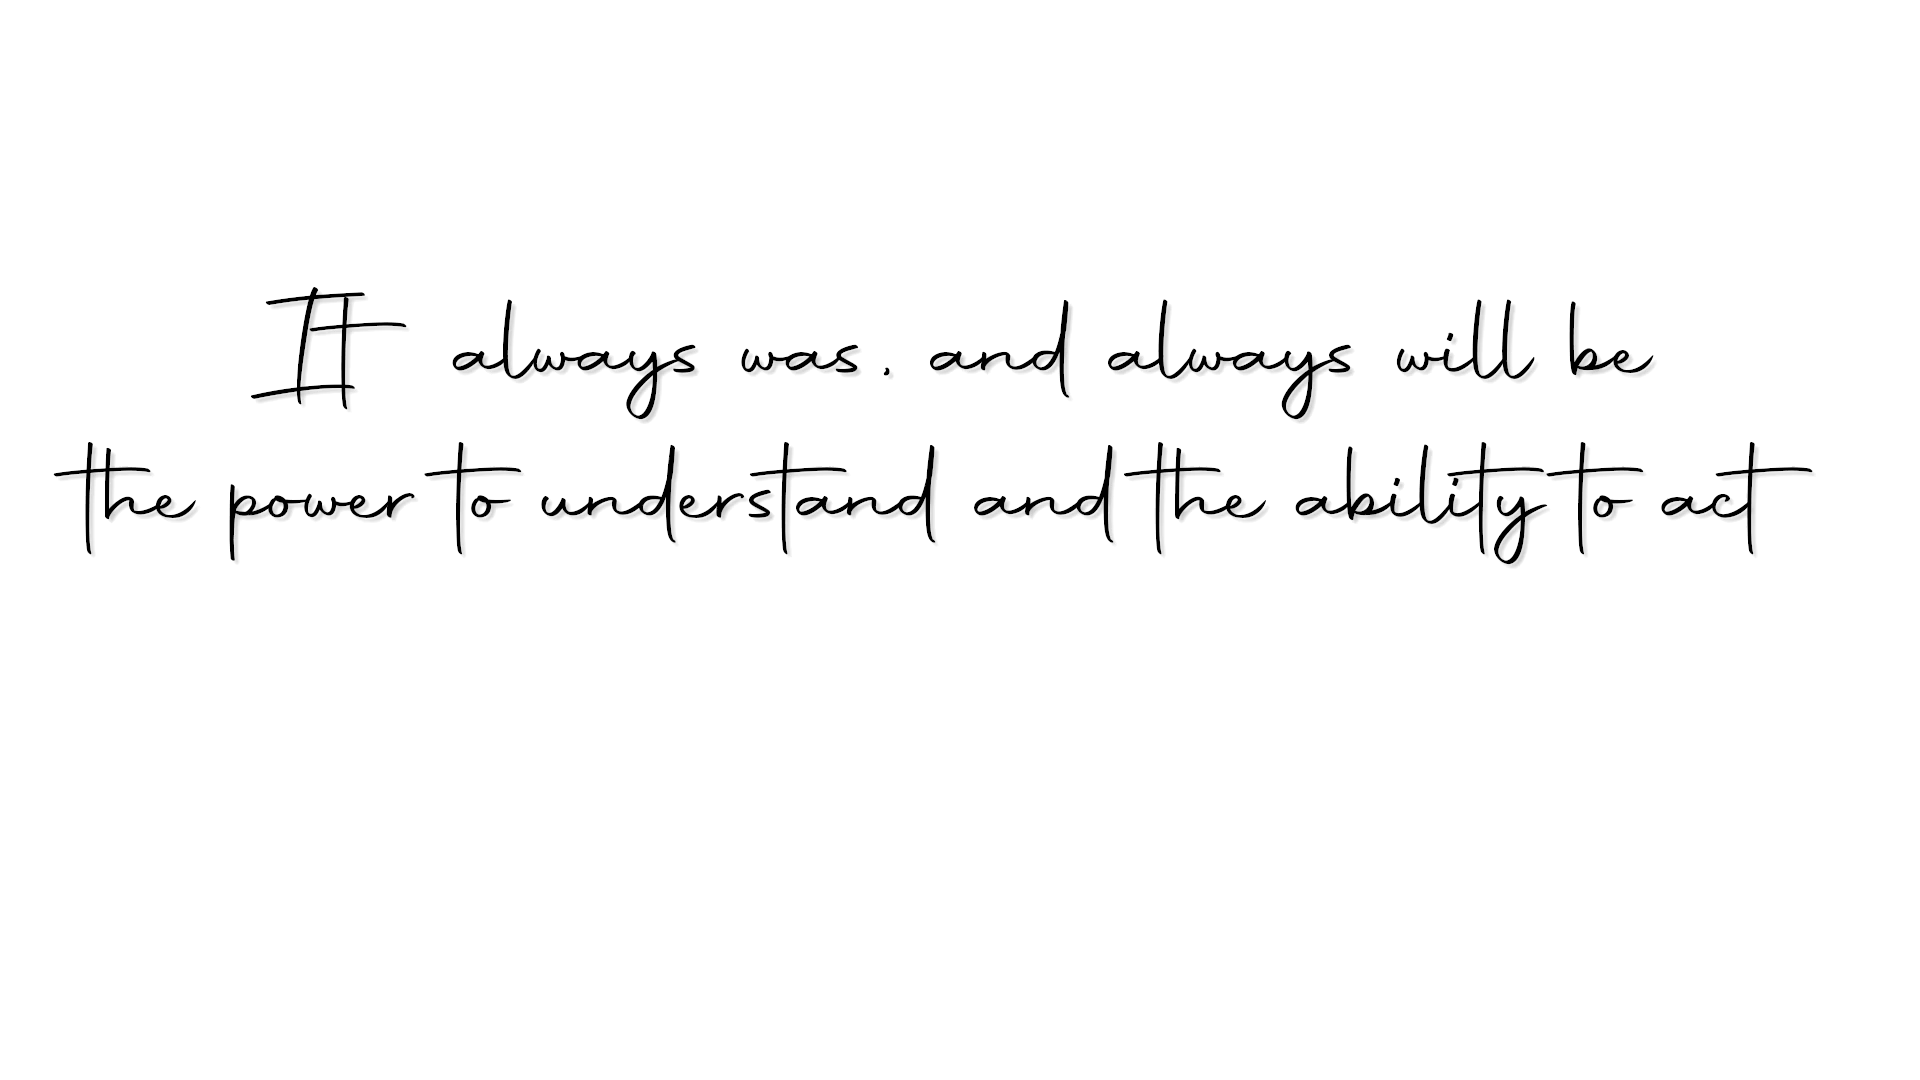 It always was, and always will be
the power to understand and the ability to act